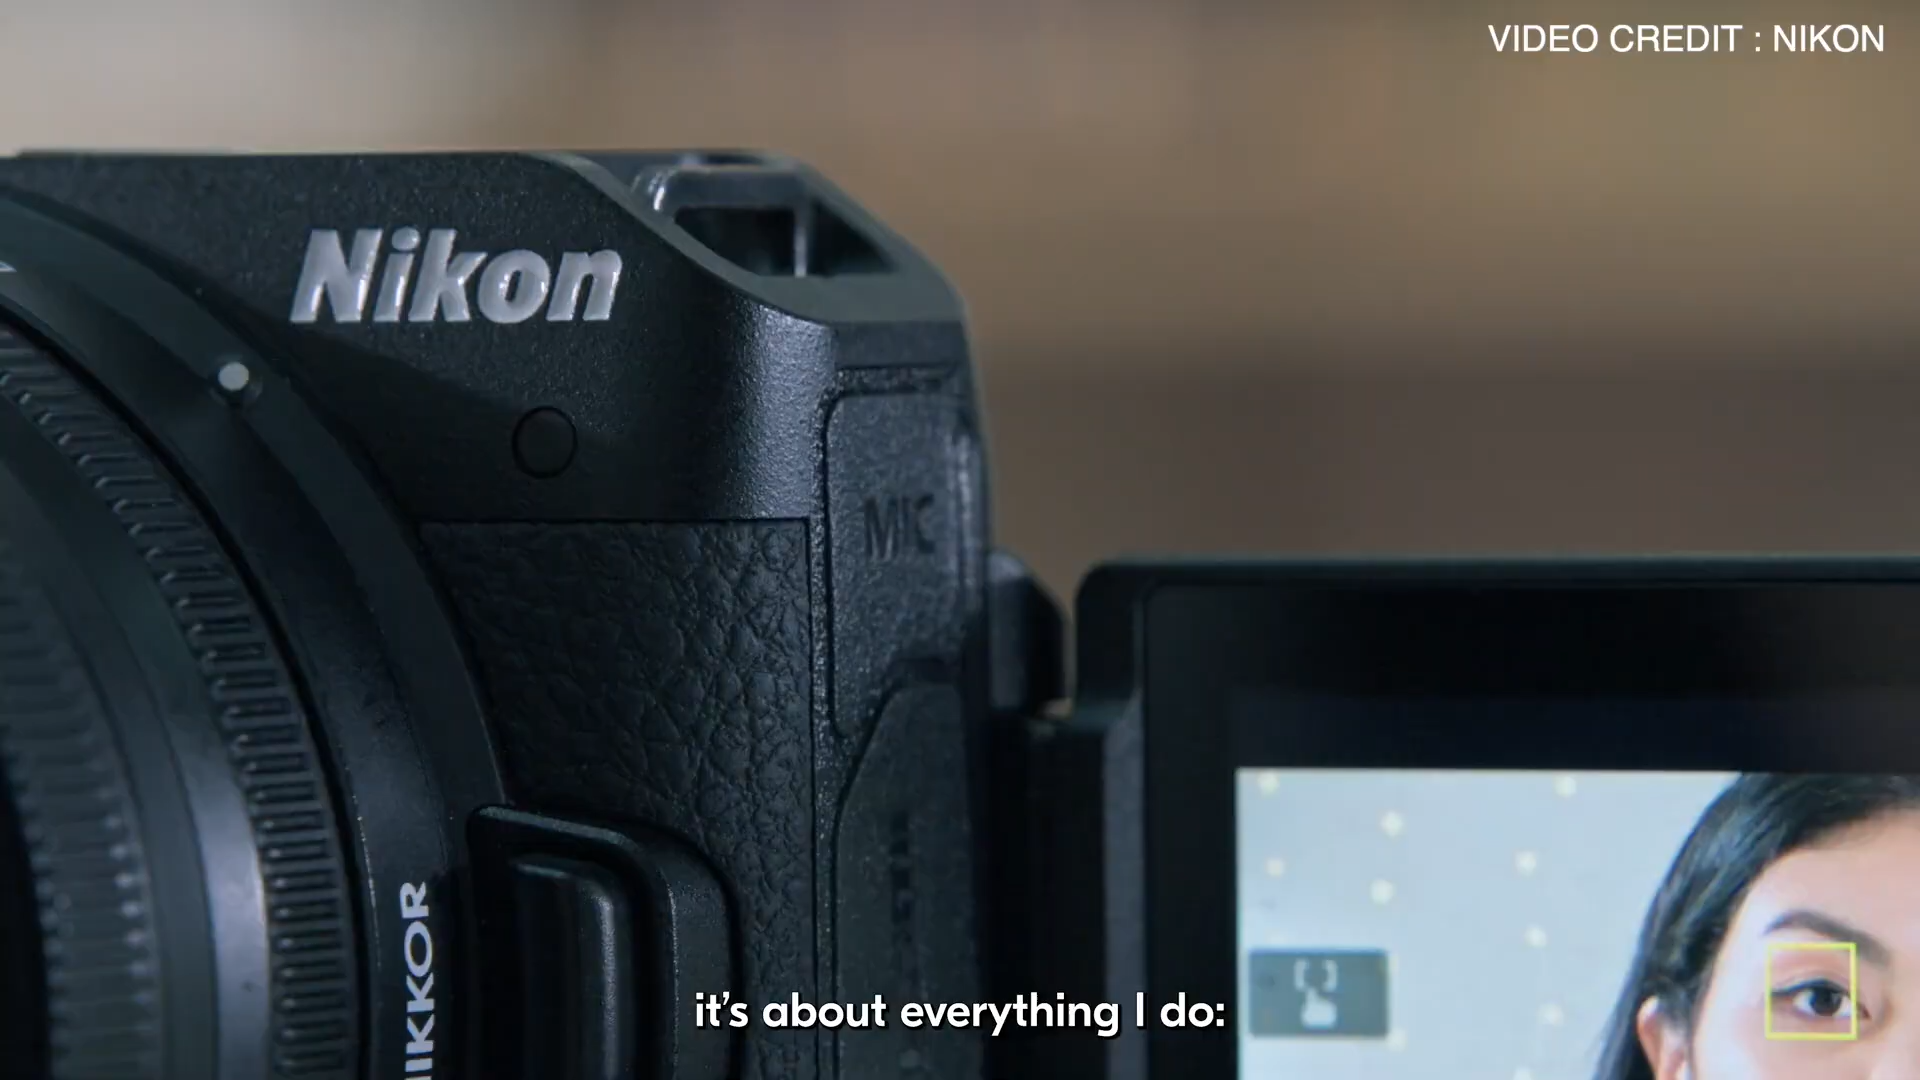 VIDEO CREDIT : NIKON
Nikon
MIC
NIKKOR
it's about everything I do: